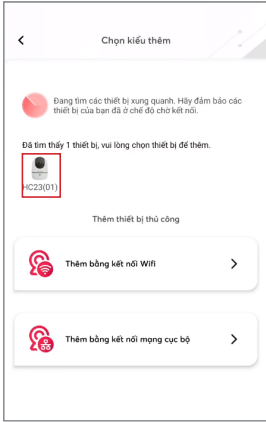 Chọn kiểu thêm
Đang tìm các thiết bị xung quanh. Hãy đảm bảo các
thiết bị của bạn đã ở chế độ chờ kết nối.
Đã tìm thấy 1 thiết bị, vui lòng chọn thiết bị để thêm.
HC23(01)
Thêm thiết bị thủ công
Thêm bằng kết nối Wifi
Thêm bằng kết nối mạng cục bộ